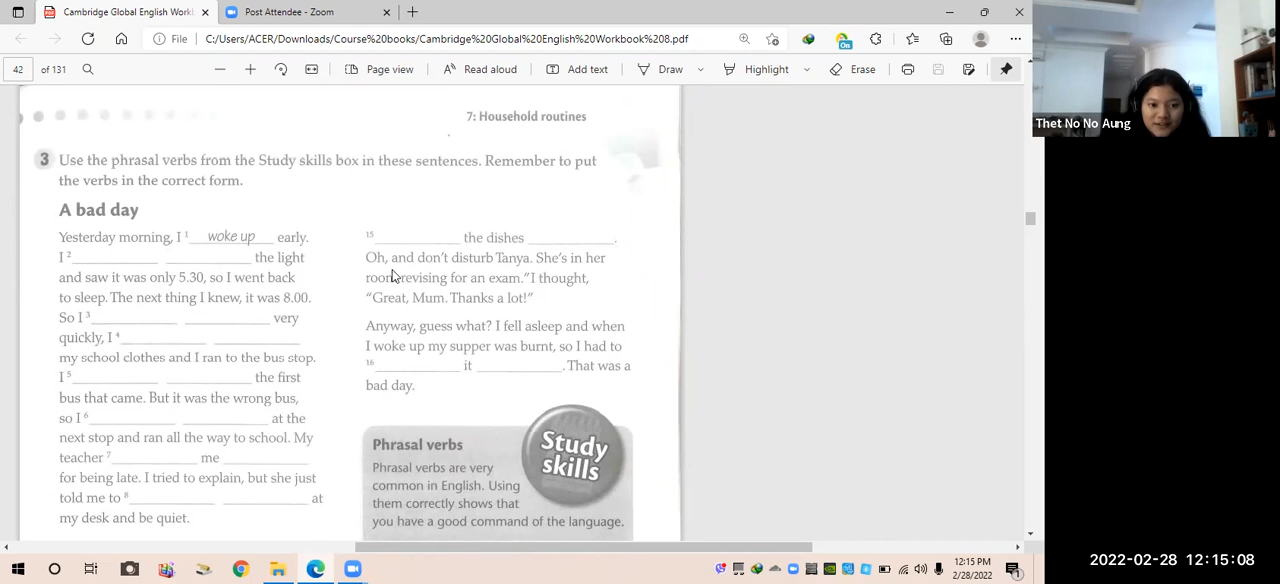 Cambridge Global English Work
Post Attendee - Zoom
File
C:/Users/ACER/Downloads/Course%20books/Cambridge%20Global%20English%20Workbook%208.pdf
On
42 of 131
Page view
Read aloud
Add text
Draw
Highlight
Erase
Thet No No Aung
7: Household routines
3 Use the phrasal verbs from the Study skills box in these sentences. Remember to put
the verbs in the correct form.
A bad day
Yesterday morning, I 1 woke up early.
I 2 the light
and saw it was only 5.30, so I went back
to sleep. The next thing I knew, it was 8.00.
So I 3 very
quickly, I 4
my school clothes and I ran to the bus stop.
I 5 the first
bus that came. But it was the wrong bus,
so I 6 at the
next stop and ran all the way to school. My
teacher 7 me
for being late. I tried to explain, but she just
told me to 8 at
my desk and be quiet.
15 the dishes .
Oh, and don't disturb Tanya. She's in her
room revising for an exam." I thought,
"Great, Mum. Thanks a lot!"
Anyway, guess what? I fell asleep and when
I woke up my supper was burnt, so I had to
16 it . That was a
bad day.
Study
skills
Phrasal verbs
Phrasal verbs are very
common in English. Using
them correctly shows that
you have a good command of the language.
12:15 PM
2/28/2022
1
2022-02-28 12:15:08